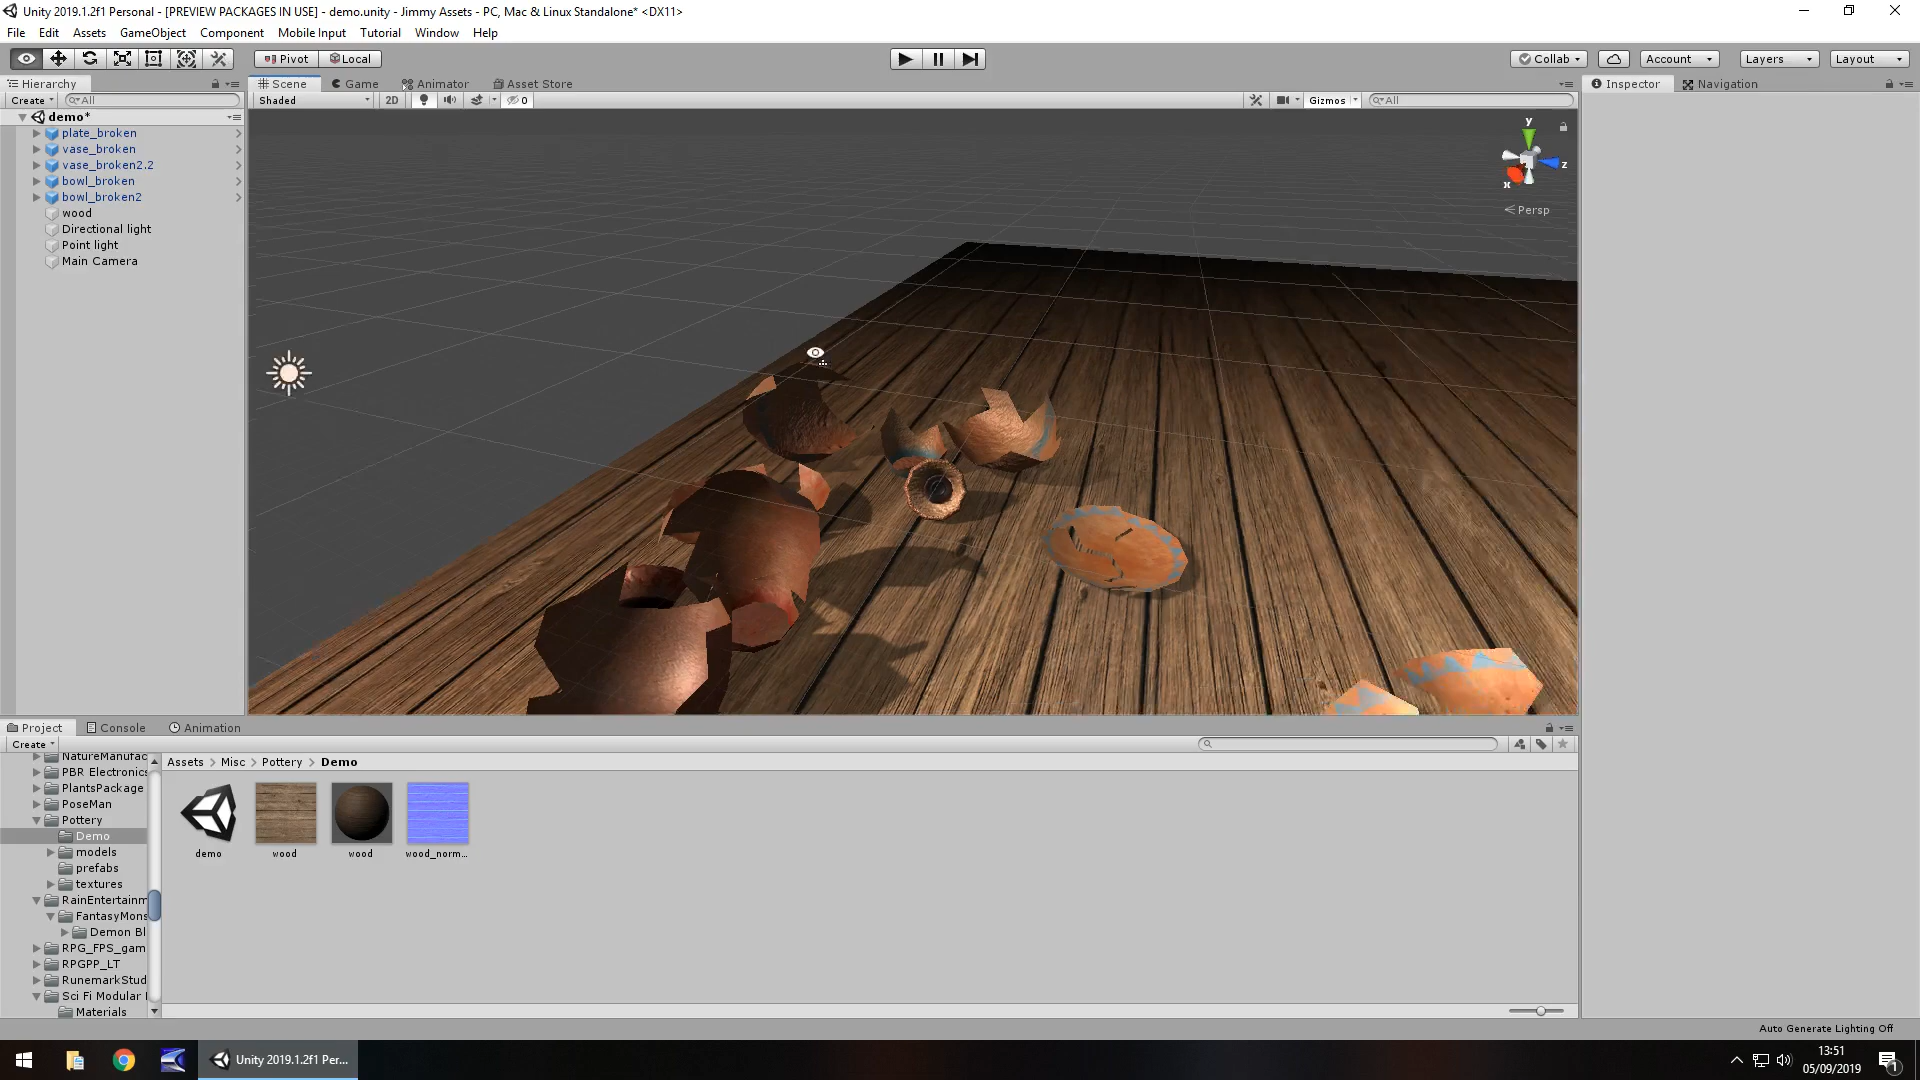 Unity 2019.1.2f1 Personal - [PREVIEW PACKAGES IN USE] - demo.unity - Jimmy Assets - PC, Mac & Linux Standalone* <DX11>
File Edit Assets GameObject Component Mobile Input Tutorial Window Help
Pivot Local Collab Account Layers Layout
Hierarchy Scene Game Animator Asset Store Inspector Navigation
Create All Shaded 2D 0 Gizmos All
demo*
plate_broken
vase_broken
vase_broken2.2
bowl_broken
bowl_broken2
wood
Directional light
Point light
Main Camera
y
z
x
Persp
Project Console Animation
Create
Assets > Misc > Pottery > Demo
NatureManufac
PBR Electronics
PlantsPackage
PoseMan
Pottery
Demo
models
prefabs
textures
RainEntertainm
FantasyMons
Demon Bl
RPG_FPS_gam
RPGPP_LT
RunemarkStud
Sci Fi Modular
Materials
demo wood wood wood_norm...
Auto Generate Lighting Off
Unity 2019.1.2f1 Per...
13:51
05/09/2019
1